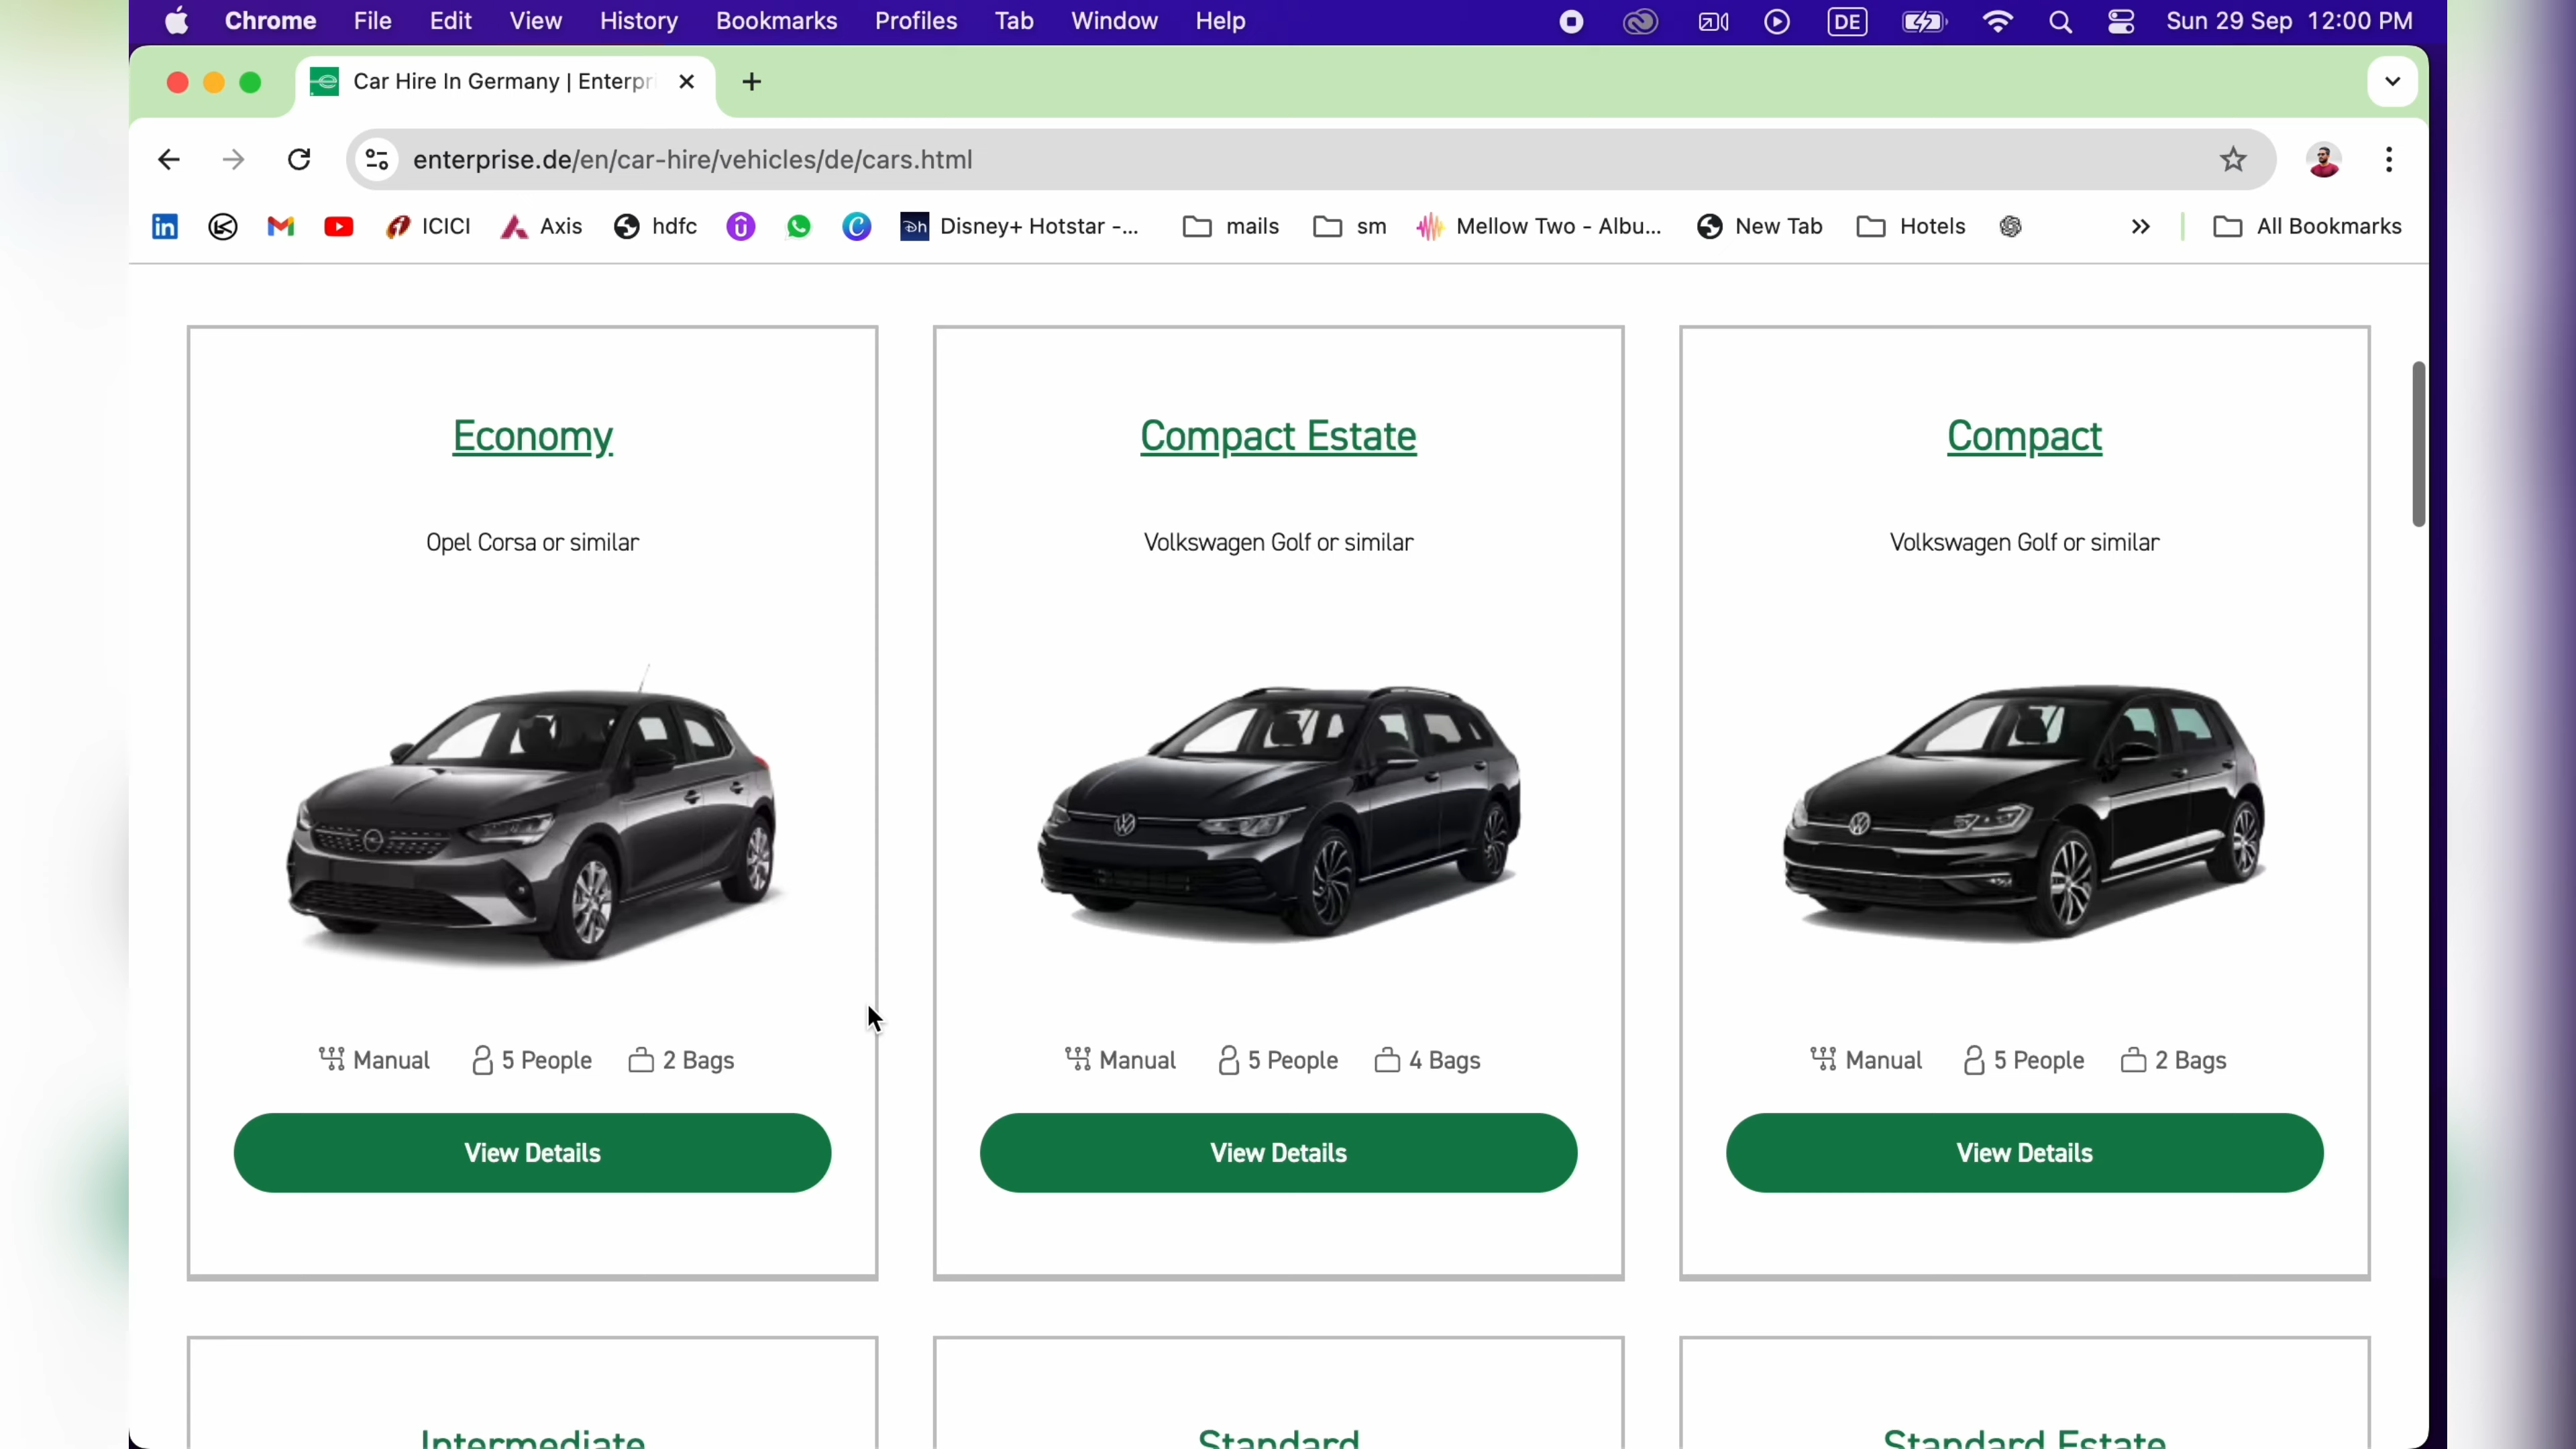 Chrome File Edit View History Bookmarks Profiles Tab Window Help DE Sun 29 Sep 12:00 PM
Car Hire In Germany | Enterpr
enterprise.de/en/car-hire/vehicles/de/cars.html
ICICI Axis hdfc Disney+ Hotstar -... mails sm Mellow Two - Albu... New Tab Hotels All Bookmarks
Economy
Opel Corsa or similar
Manual 5 People 2 Bags
View Details
Compact Estate
Volkswagen Golf or similar
Manual 5 People 4 Bags
View Details
Compact
Volkswagen Golf or similar
Manual 5 People 2 Bags
View Details
Intermediate
Standard
Standard Estate